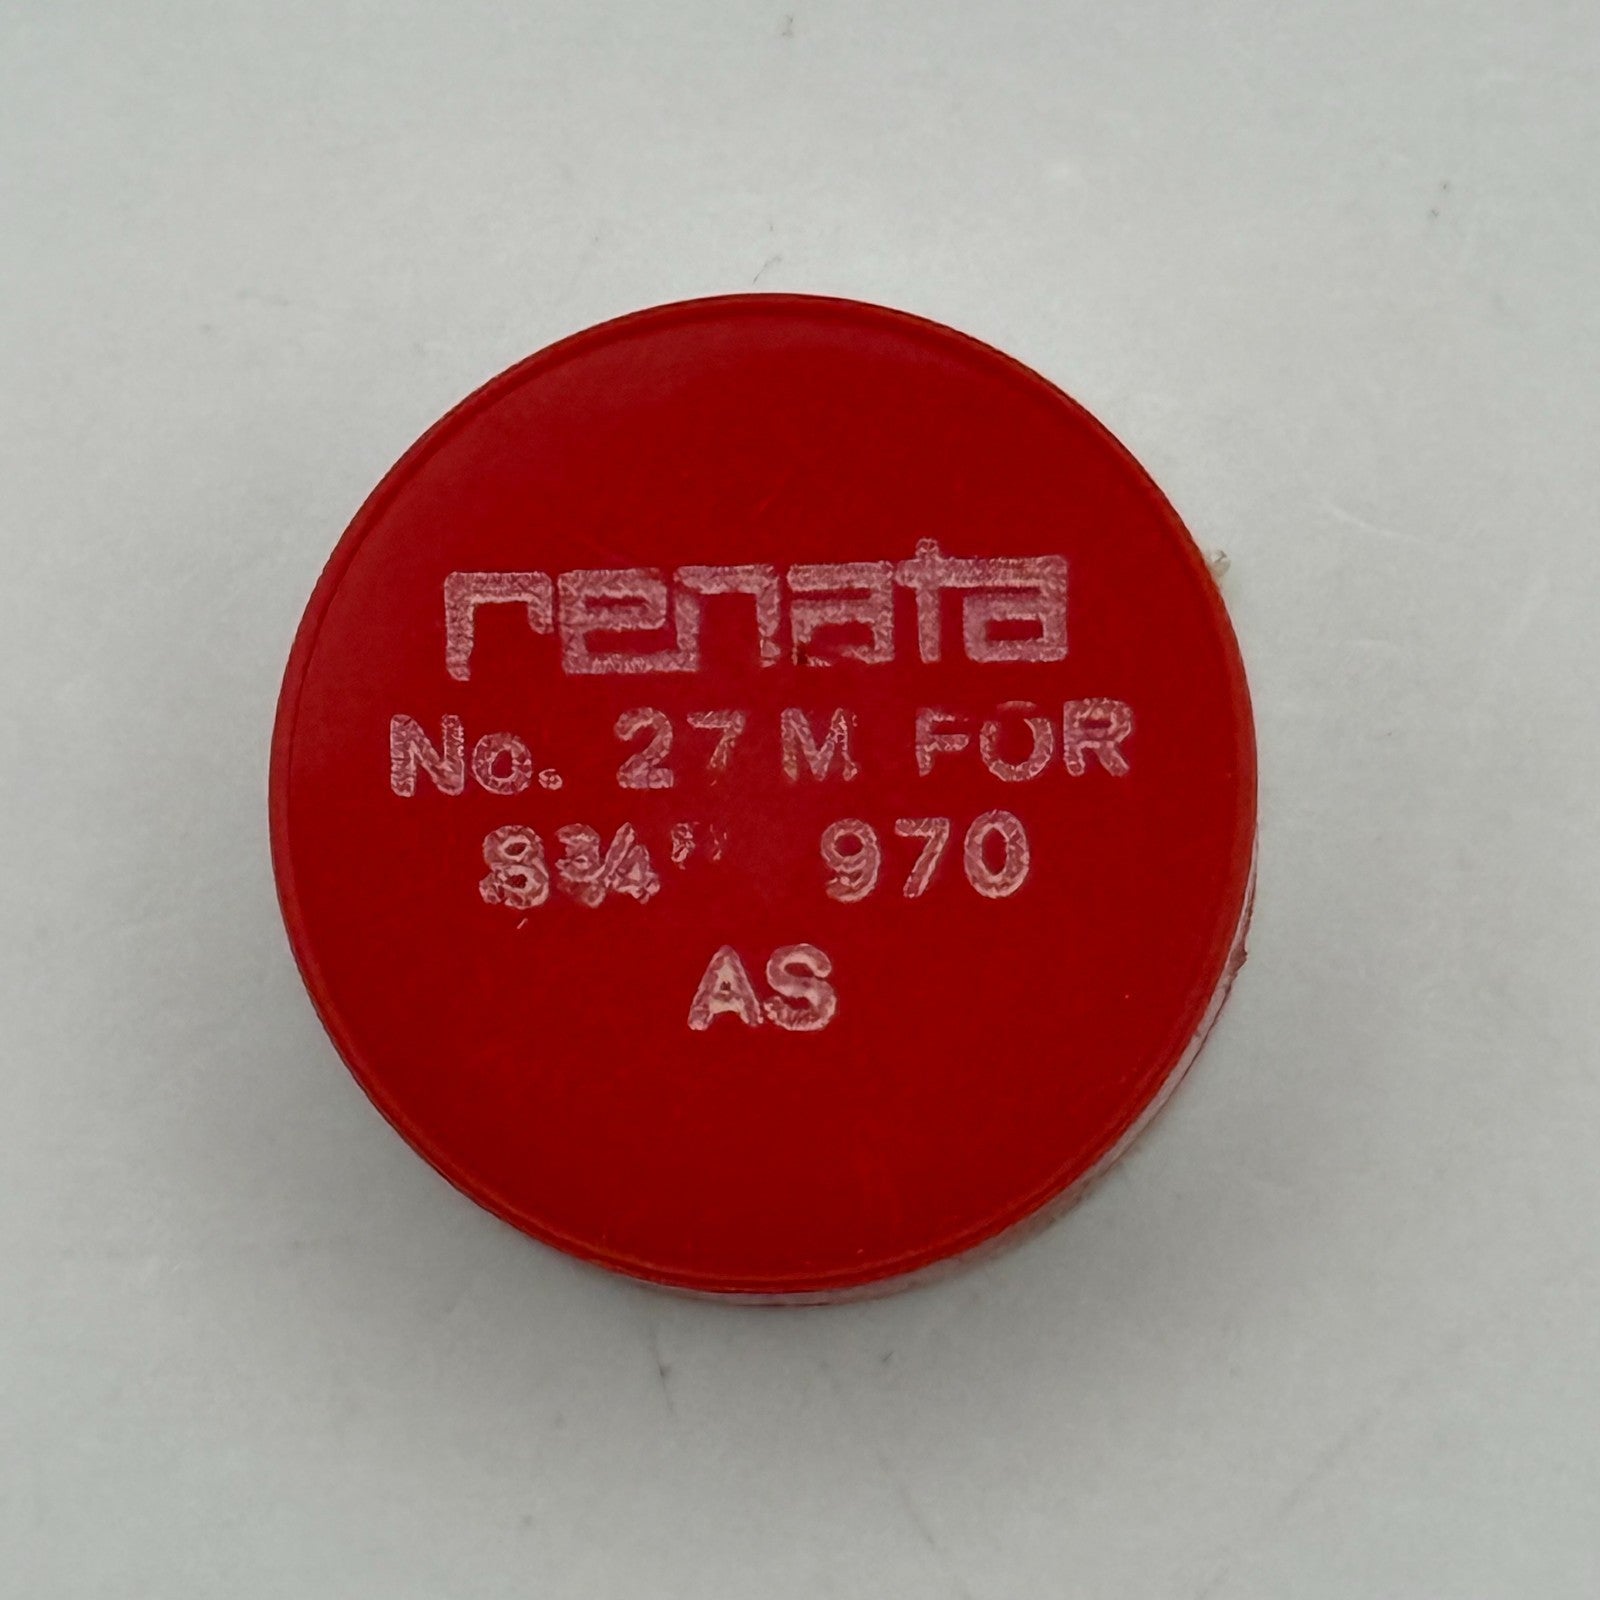 renata
No. 27 M FOR
8¾''' 970
AS